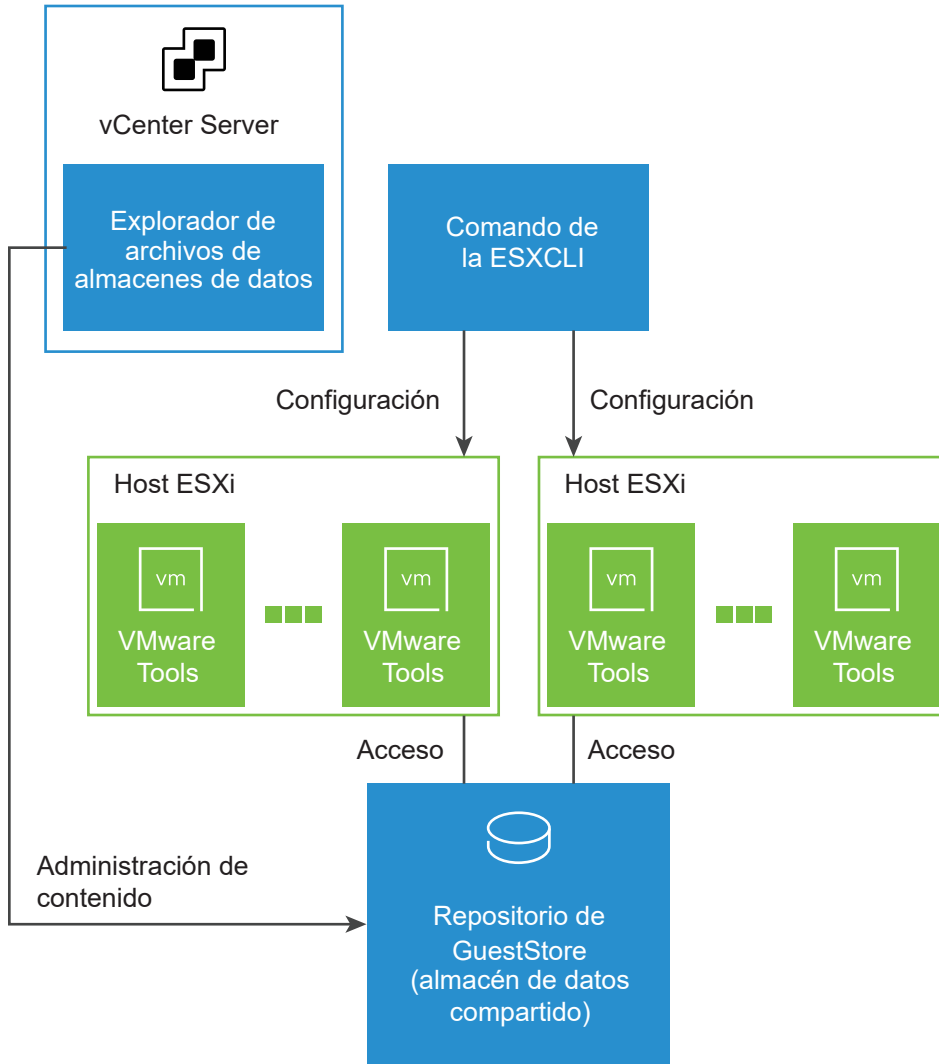 vCenter Server
Explorador de
archivos de
almacenes de datos
Comando de
la ESXCLI
Configuración
Configuración
Host ESXi
vm
VMware
Tools
vm
VMware
Tools
Host ESXi
vm
VMware
Tools
vm
VMware
Tools
Acceso
Acceso
Administración de
contenido
Repositorio de
GuestStore
(almacén de datos
compartido)